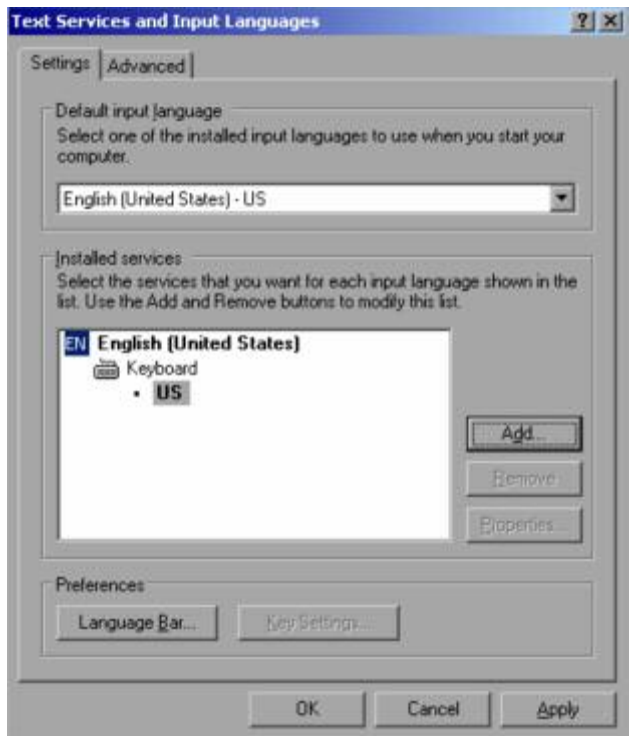 Text Services and Input Languages
Settings Advanced
Default input language
Select one of the installed input languages to use when you start your
computer.
English (United States) - US
Installed services
Select the services that you want for each input language shown in the
list. Use the Add and Remove buttons to modify this list.
EN English (United States)
Keyboard
• US
Add...
Remove
Properties...
Preferences
Language Bar...
Key Settings...
OK Cancel Apply